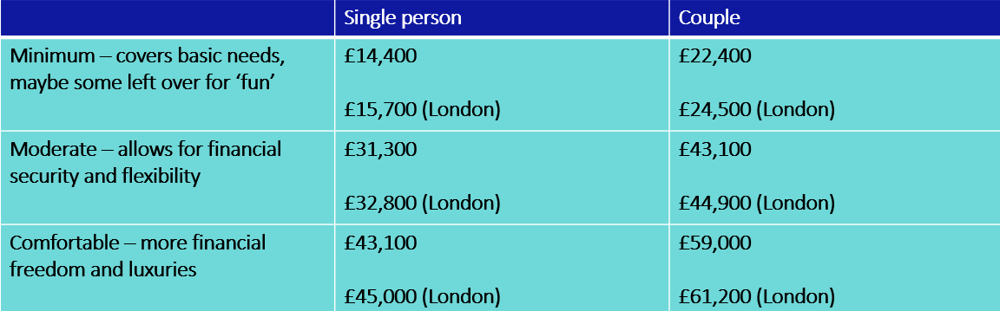 Single person
Couple
Minimum – covers basic needs,
maybe some left over for ‘fun’
£14,400
£15,700 (London)
£22,400
£24,500 (London)
Moderate – allows for financial
security and flexibility
£31,300
£32,800 (London)
£43,100
£44,900 (London)
Comfortable – more financial
freedom and luxuries
£43,100
£45,000 (London)
£59,000
£61,200 (London)